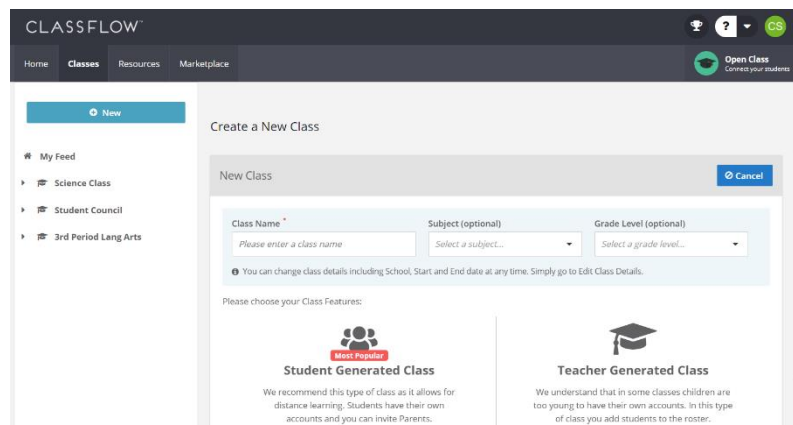 CLASSFLOW™
? CS
Home Classes Resources Marketplace
Open Class
Connect your students
New
Create a New Class
My Feed
New Class
Cancel
Science Class
Student Council
3rd Period Lang Arts
Class Name * Subject (optional) Grade Level (optional)
Please enter a class name Select a subject... Select a grade level...
You can change class details including School, Start and End date at any time. Simply go to Edit Class Details.
Please choose your Class Features:
Most Popular
Student Generated Class
We recommend this type of class as it allows for
distance learning. Students have their own
accounts and you can invite Parents.
Teacher Generated Class
We understand that in some classes children are
too young to have their own accounts. In this type
of class you add students to the roster.